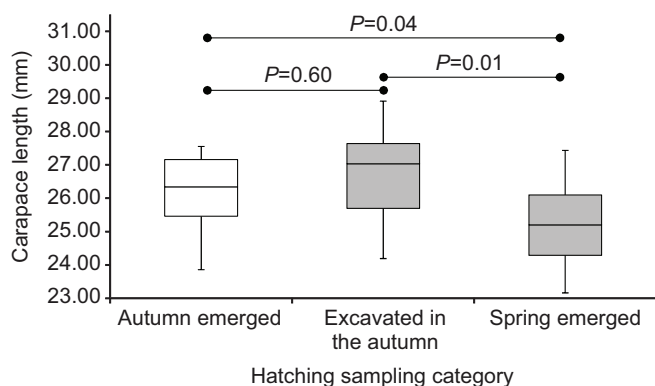 31.00
P=0.04
30.00
P=0.60
P=0.01
29.00
28.00
27.00
26.00
25.00
24.00
23.00
Carapace length (mm)
Autumn emerged
Excavated in
the autumn
Spring emerged
Hatching sampling category